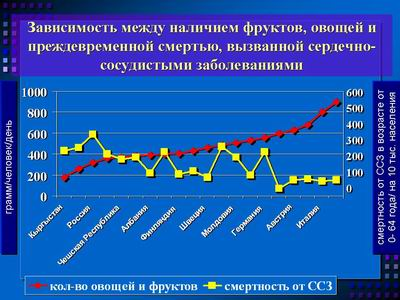 Зависимость между наличием фруктов, овощей и
преждевременной смертью, вызванной сердечно-
сосудистыми заболеваниями
грамм/человек/день
1000
800
600
400
200
0
600
500
400
300
200
100
0
смертность от ССЗ в возрасте от
0- 64 года/ на 10 тыс. населения
Кыргыстан
Россия
Чешская Республика
Албания
Финляндия
Швеция
Молдовия
Германия
Австрия
Италия
кол-во овощей и фруктов
смертность от ССЗ